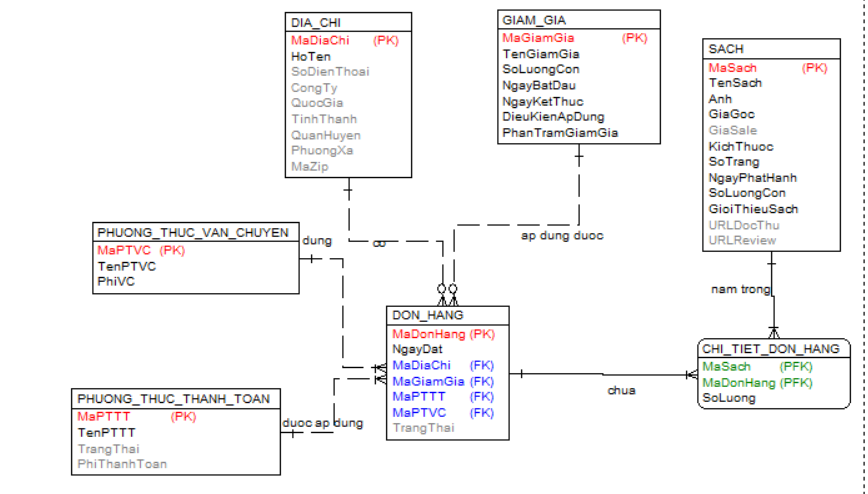 DIA_CHI
MaDiaChi (PK)
HoTen
SoDienThoai
CongTy
QuocGia
TinhThanh
QuanHuyen
PhuongXa
MaZip
GIAM_GIA
MaGiamGia (PK)
TenGiamGia
SoLuongCon
NgayBatDau
NgayKetThuc
DieuKienApDung
PhanTramGiamGia
SACH
MaSach (PK)
TenSach
Anh
GiaGoc
GiaSale
KichThuoc
SoTrang
NgayPhatHanh
SoLuongCon
GioiThieuSach
URLDocThu
URLReview
PHUONG_THUC_VAN_CHUYEN
MaPTVC (PK)
TenPTVC
PhiVC
dung
co
ap dung duoc
nam trong
DON_HANG
MaDonHang (PK)
NgayDat
MaDiaChi (FK)
MaGiamGia (FK)
MaPTTT (FK)
MaPTVC (FK)
TrangThai
chua
CHI_TIET_DON_HANG
MaSach (PFK)
MaDonHang (PFK)
SoLuong
PHUONG_THUC_THANH_TOAN
MaPTTT (PK)
TenPTTT
TrangThai
PhiThanhToan
duoc ap dung